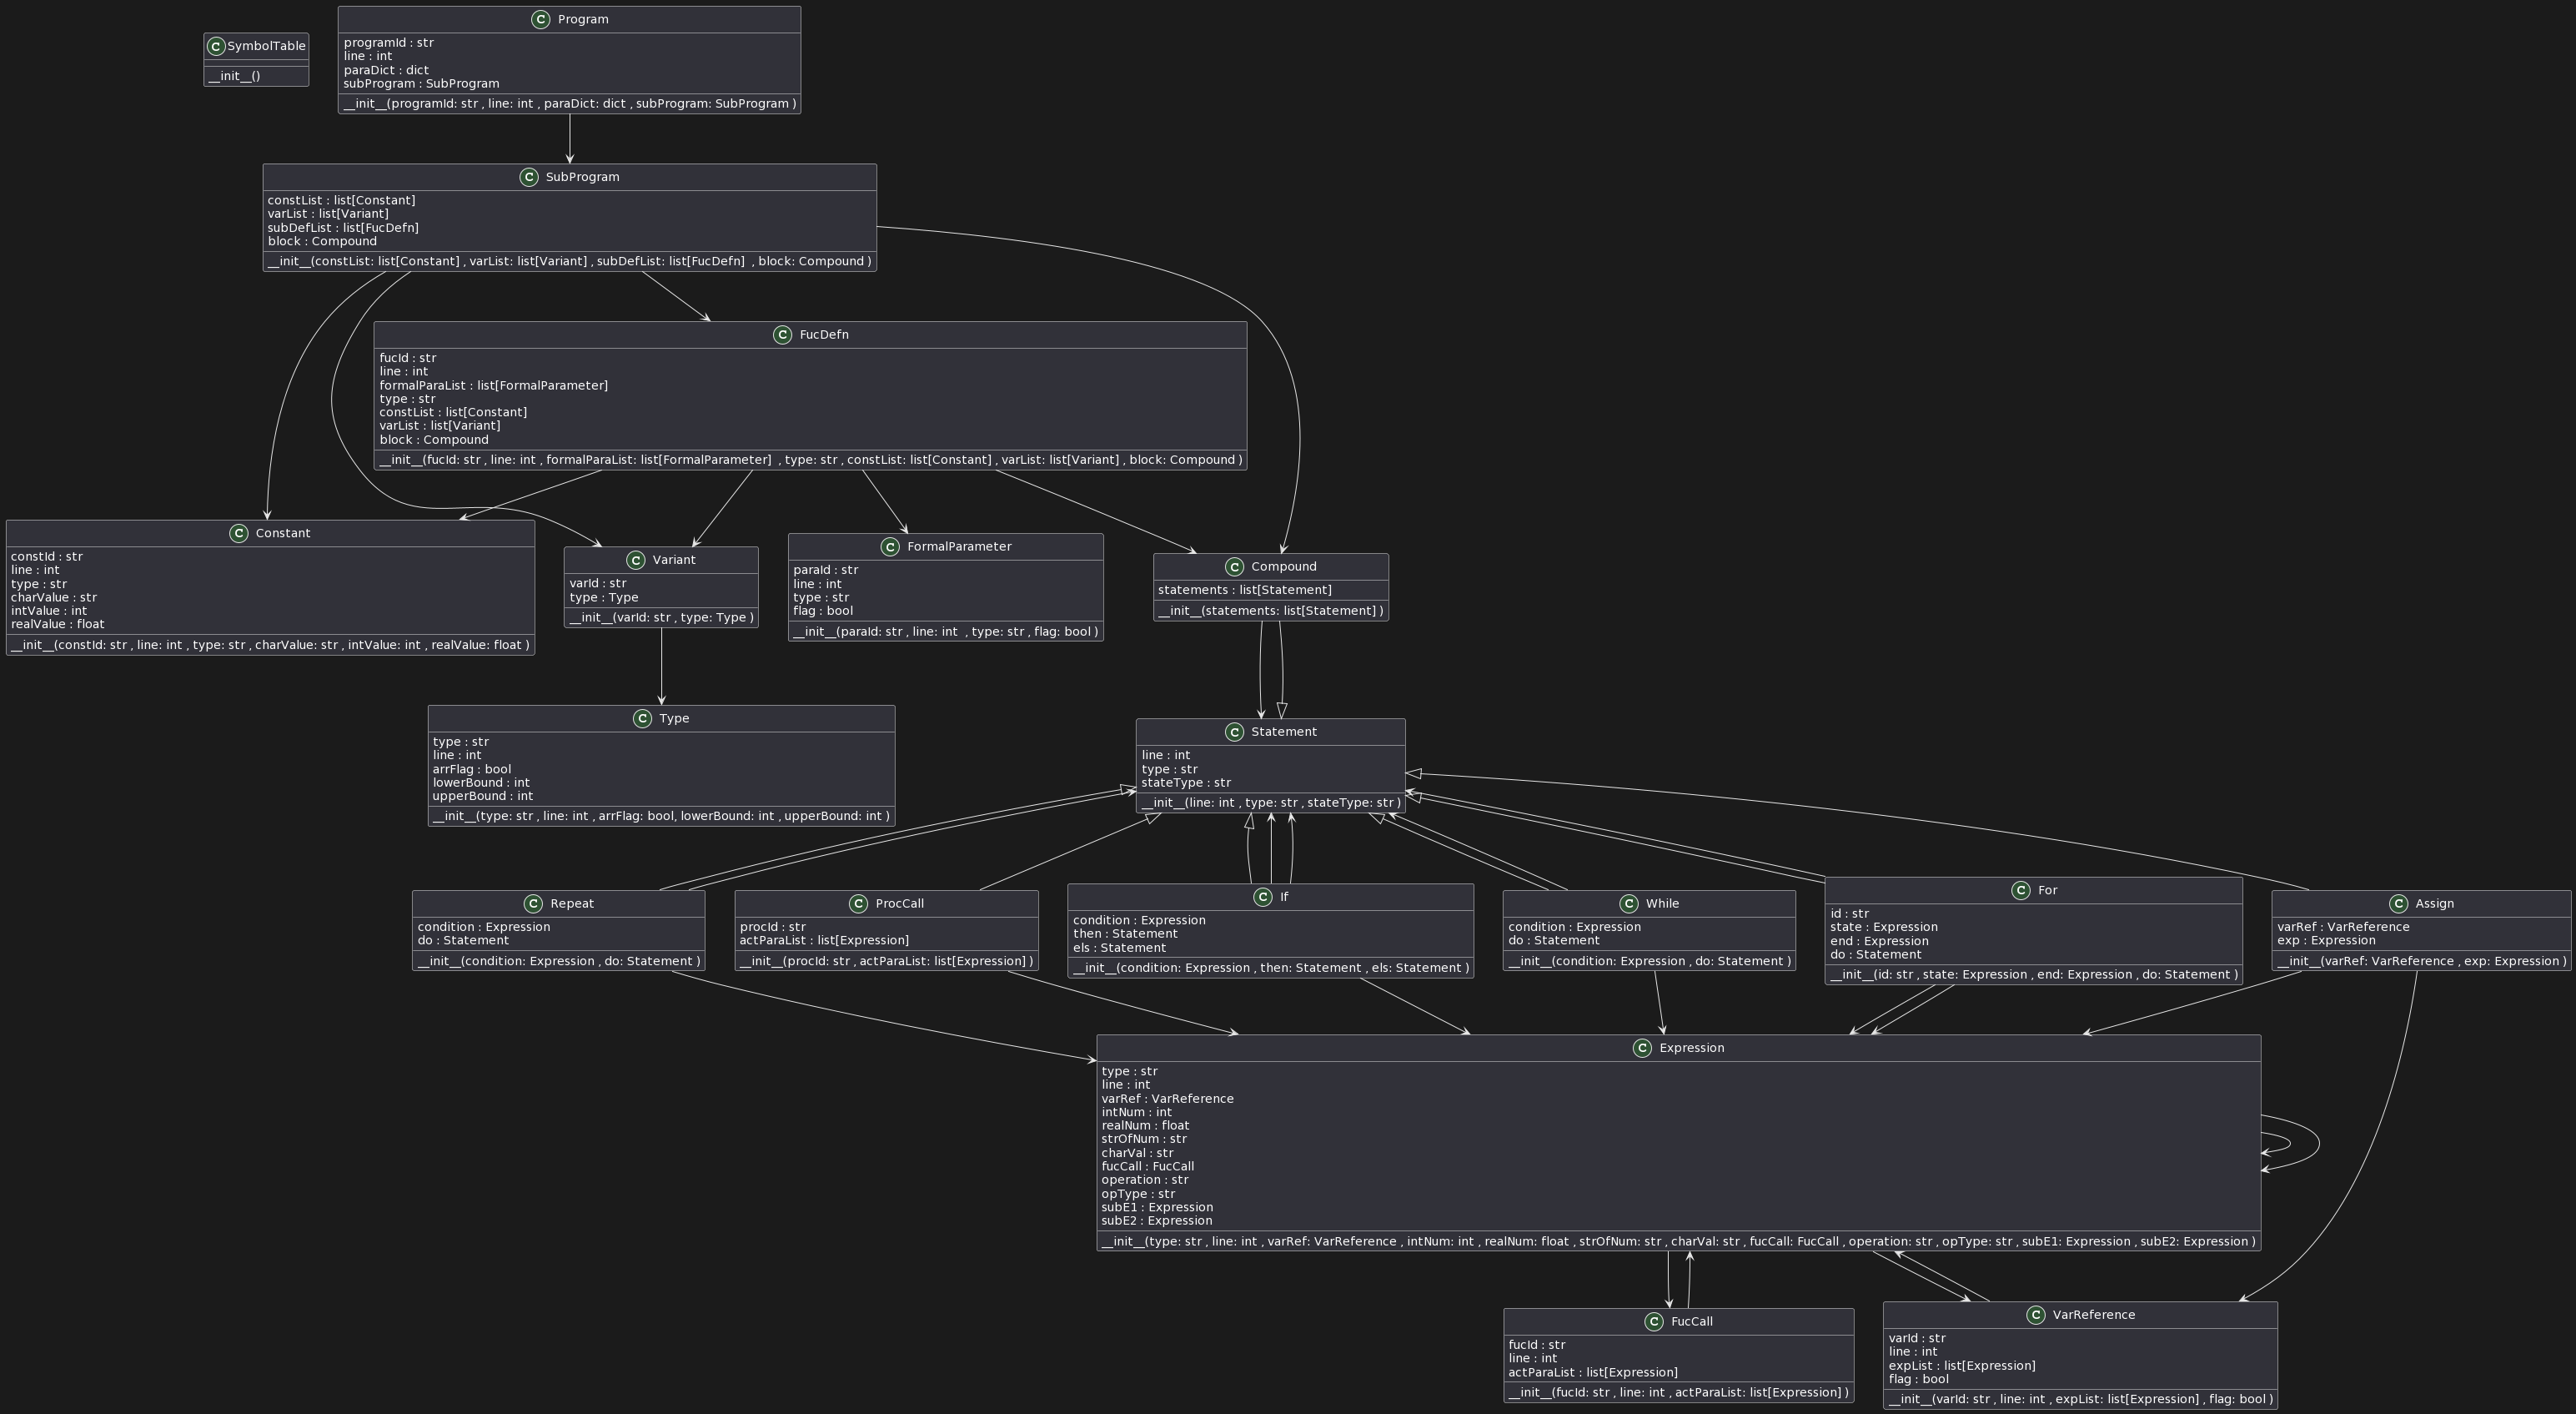 C Program
programId : str
line : int
paraDict : dict
subProgram : SubProgram
__init__(programId: str , line: int , paraDict: dict , subProgram: SubProgram )
C SymbolTable
__init__()
C SubProgram
constList : list[Constant]
varList : list[Variant]
subDefList : list[FucDefn]
block : Compound
__init__(constList: list[Constant] , varList: list[Variant] , subDefList: list[FucDefn]  , block: Compound )
C FucDefn
fucId : str
line : int
formalParaList : list[FormalParameter]
type : str
constList : list[Constant]
varList : list[Variant]
block : Compound
__init__(fucId: str , line: int , formalParaList: list[FormalParameter]  , type: str , constList: list[Constant] , varList: list[Variant] , block: Compound )
C Constant
constId : str
line : int
type : str
charValue : str
intValue : int
realValue : float
__init__(constId: str , line: int , type: str , charValue: str , intValue: int , realValue: float )
C Variant
varId : str
type : Type
__init__(varId: str , type: Type )
C FormalParameter
paraId : str
line : int
type : str
flag : bool
__init__(paraId: str , line: int  , type: str , flag: bool )
C Compound
statements : list[Statement]
__init__(statements: list[Statement] )
C Type
type : str
line : int
arrFlag : bool
lowerBound : int
upperBound : int
__init__(type: str , line: int , arrFlag: bool, lowerBound: int , upperBound: int )
C Statement
line : int
type : str
stateType : str
__init__(line: int , type: str , stateType: str )
C Repeat
condition : Expression
do : Statement
__init__(condition: Expression , do: Statement )
C ProcCall
procId : str
actParaList : list[Expression]
__init__(procId: str , actParaList: list[Expression] )
C If
condition : Expression
then : Statement
els : Statement
__init__(condition: Expression , then: Statement , els: Statement )
C While
condition : Expression
do : Statement
__init__(condition: Expression , do: Statement )
C For
id : str
state : Expression
end : Expression
do : Statement
__init__(id: str , state: Expression , end: Expression , do: Statement )
C Assign
varRef : VarReference
exp : Expression
__init__(varRef: VarReference , exp: Expression )
C Expression
type : str
line : int
varRef : VarReference
intNum : int
realNum : float
strOfNum : str
charVal : str
fucCall : FucCall
operation : str
opType : str
subE1 : Expression
subE2 : Expression
__init__(type: str , line: int , varRef: VarReference , intNum: int , realNum: float , strOfNum: str , charVal: str , fucCall: FucCall , operation: str , opType: str , subE1: Expression , subE2: Expression )
C FucCall
fucId : str
line : int
actParaList : list[Expression]
__init__(fucId: str , line: int , actParaList: list[Expression] )
C VarReference
varId : str
line : int
expList : list[Expression]
flag : bool
__init__(varId: str , line: int , expList: list[Expression] , flag: bool )